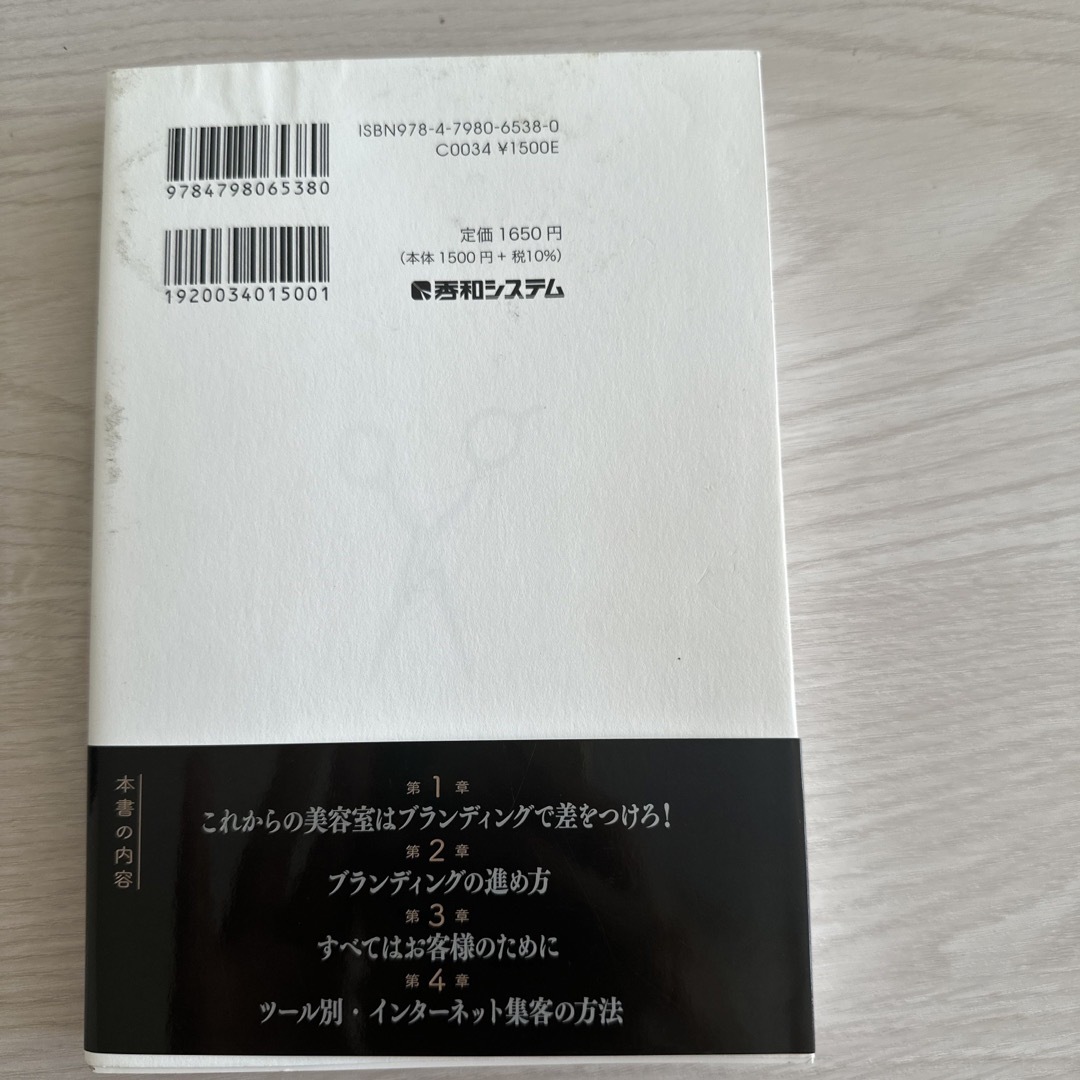 ISBN978-4-7980-6538-0
C0034 ¥1500E
9784798065380
定価 1650 円
(本体 1500 円 + 税10%)
秀和システム
1920034015001
本書の内容
第1章
これからの美容室はブランディングで差をつけろ!
第2章
ブランディングの進め方
第3章
すべてはお客様のために
第4章
ツール別・インターネット集客の方法